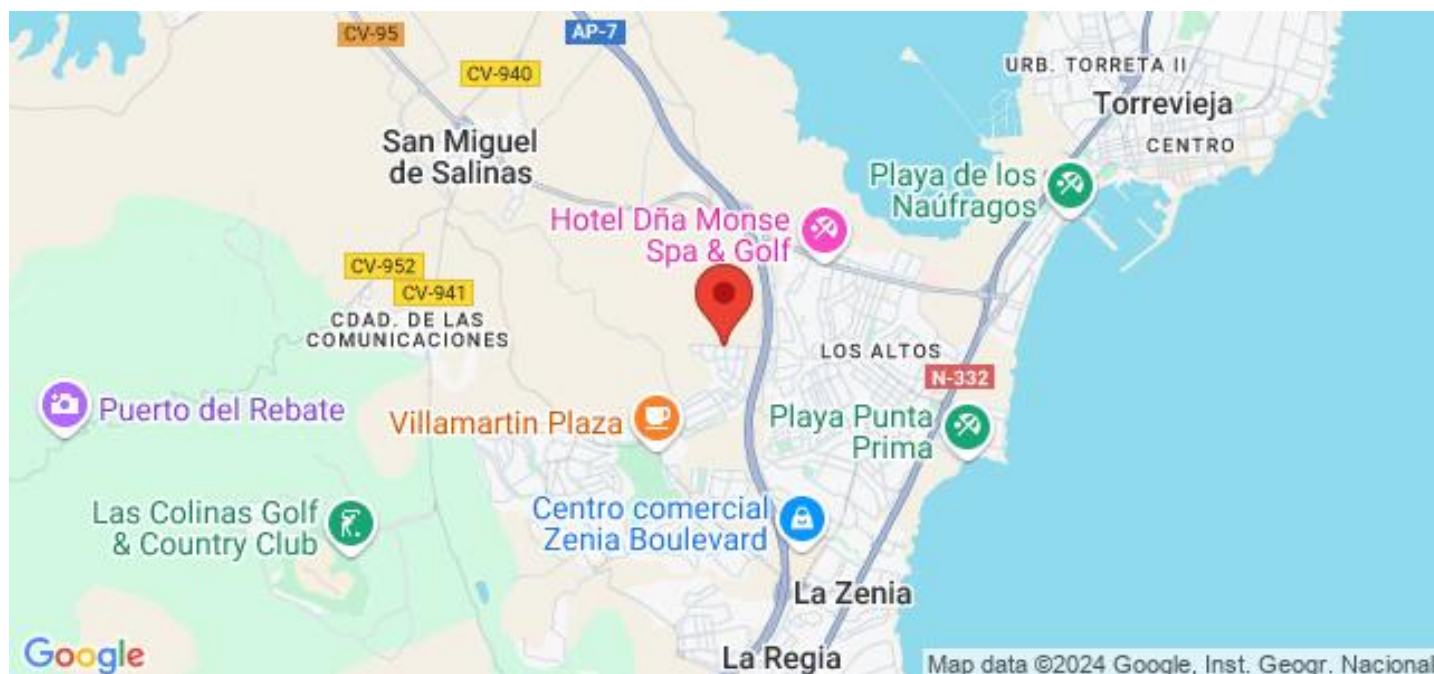 CV-95
AP-7
CV-940
URB. TORRETA II
Torrevieja
CENTRO
San Miguel
de Salinas
Playa de los
Naúfragos
Hotel Dña Monse
Spa & Golf
CV-952
CV-941
CDAD. DE LAS
COMUNICACIONES
LOS ALTOS
N-332
Puerto del Rebate
Villamartin Plaza
Playa Punta
Prima
Las Colinas Golf
& Country Club
Centro comercial
Zenia Boulevard
La Zenia
La Regia
Google
Map data ©2024 Google, Inst. Geogr. Nacional